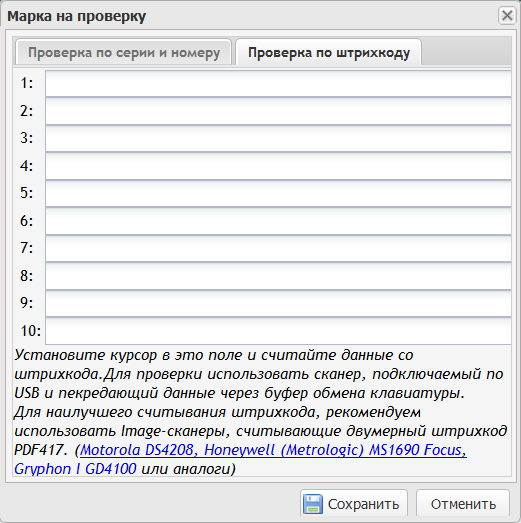 Марка на проверку
Проверка по серии и номеру Проверка по штрихкоду
1:
2:
3:
4:
5:
6:
7:
8:
9:
10:
Установите курсор в это поле и считайте данные со
штрихкода.Для проверки использовать сканер, подключаемый по
USB и пекредающий данные через буфер обмена клавиатуры.
Для наилучшего считывания штрихкода, рекомендуем
использовать Image-сканеры, считывающие двумерный штрихкод
PDF417. (Motorola DS4208, Honeywell (Metrologic) MS1690 Focus,
Gryphon I GD4100 или аналоги)
Сохранить Отменить